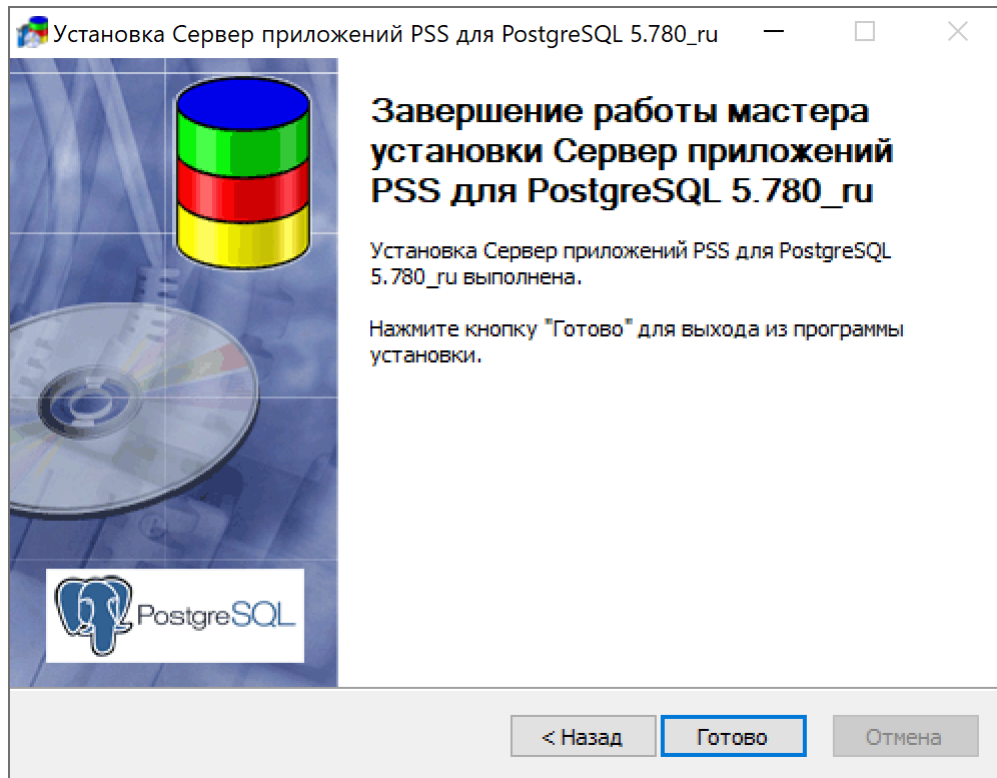 Установка Сервер приложений PSS для PostgreSQL 5.780_ru
Завершение работы мастера
установки Сервер приложений
PSS для PostgreSQL 5.780_ru
Установка Сервер приложений PSS для PostgreSQL
5.780_ru выполнена.
Нажмите кнопку "Готово" для выхода из программы
установки.
PostgreSQL
< Назад
Готово
Отмена